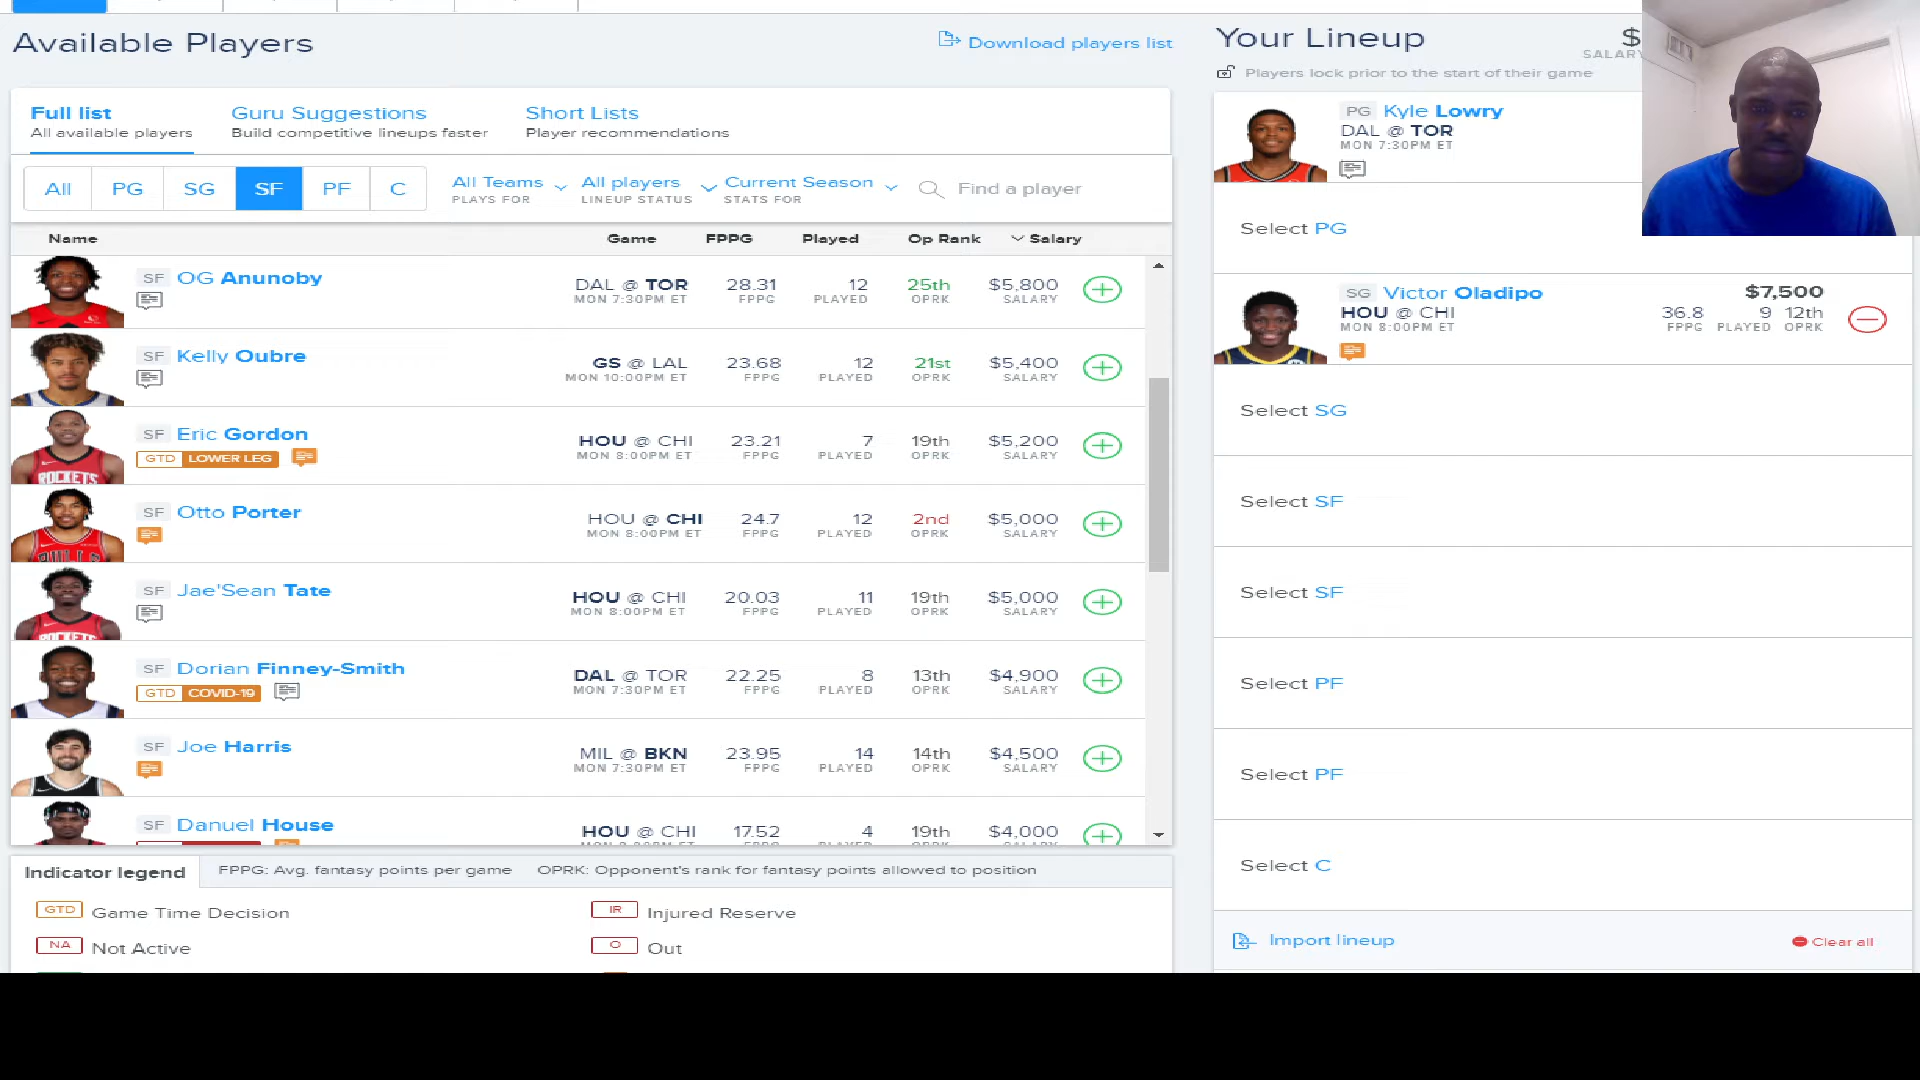 Available Players
Download players list
Full list
All available players
Guru Suggestions
Build competitive lineups faster
Short Lists
Player recommendations
All PG SG SF PF C
All Teams
PLAYS FOR
All players
LINEUP STATUS
Current Season
STATS FOR
Find a player
Name Game FPPG Played Op Rank Salary
SF OG Anunoby DAL @ TOR 28.31 12 25th $5,800
MON 7:30PM ET FPPG PLAYED OPRK SALARY
SF Kelly Oubre GS @ LAL 23.68 12 21st $5,400
MON 10:00PM ET FPPG PLAYED OPRK SALARY
SF Eric Gordon HOU @ CHI 23.21 7 19th $5,200
GTD LOWER LEG MON 8:00PM ET FPPG PLAYED OPRK SALARY
SF Otto Porter HOU @ CHI 24.7 12 2nd $5,000
MON 8:00PM ET FPPG PLAYED OPRK SALARY
SF Jae'Sean Tate HOU @ CHI 20.03 11 19th $5,000
MON 8:00PM ET FPPG PLAYED OPRK SALARY
SF Dorian Finney-Smith DAL @ TOR 22.25 8 13th $4,900
GTD COVID-19 MON 7:30PM ET FPPG PLAYED OPRK SALARY
SF Joe Harris MIL @ BKN 23.95 14 14th $4,500
MON 7:30PM ET FPPG PLAYED OPRK SALARY
SF Danuel House HOU @ CHI 17.52 4 19th $4,000
Indicator legend
FPPG: Avg. fantasy points per game
OPRK: Opponent's rank for fantasy points allowed to position
GTD Game Time Decision
IR Injured Reserve
NA Not Active
O Out
Your Lineup
$
SALARY
Players lock prior to the start of their game
PG Kyle Lowry
DAL @ TOR
MON 7:30PM ET
Select PG
SG Victor Oladipo $7,500
HOU @ CHI 36.8 9 12th
MON 8:00PM ET FPPG PLAYED OPRK
Select SG
Select SF
Select SF
Select PF
Select PF
Select C
Import lineup
Clear all